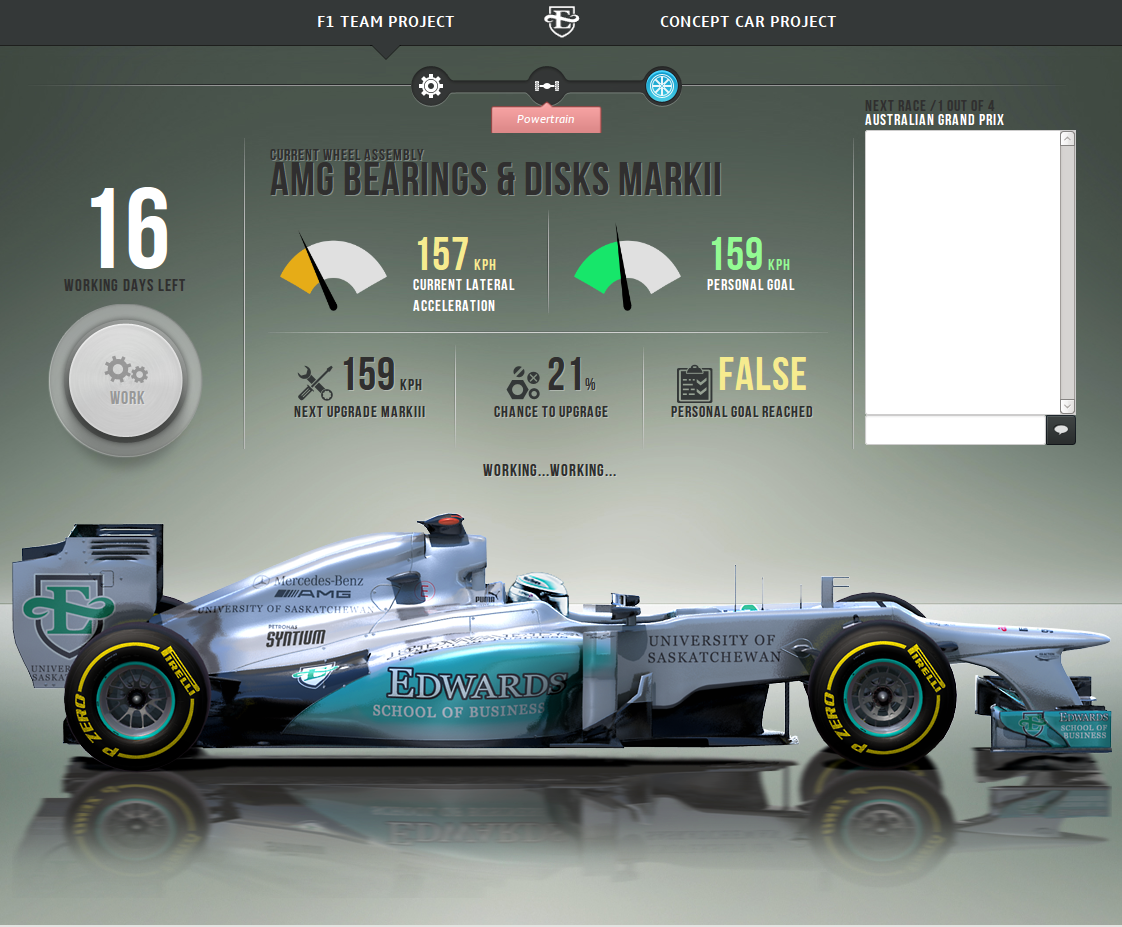 F1 TEAM PROJECT
CONCEPT CAR PROJECT
Powertrain
NEXT RACE / 1 OUT OF 4
AUSTRALIAN GRAND PRIX
CURRENT WHEEL ASSEMBLY
AMG BEARINGS & DISKS MARKII
16
WORKING DAYS LEFT
WORK
157 KPH
CURRENT LATERAL
ACCELERATION
159 KPH
PERSONAL GOAL
159 KPH
NEXT UPGRADE MARKIII
21%
CHANCE TO UPGRAGE
FALSE
PERSONAL GOAL REACHED
WORKING...WORKING...
Mercedes-Benz
AMG
UNIVERSITY OF SASKATCHEWAN
PETRONAS
SYNTIUM
PUMA
UNIVERSITY OF
SASKATCHEWAN
EDWARDS
SCHOOL OF BUSINESS
PIRELLI
P ZERO
PIRELLI
P ZERO
EDWARDS
SCHOOL OF
BUSINESS